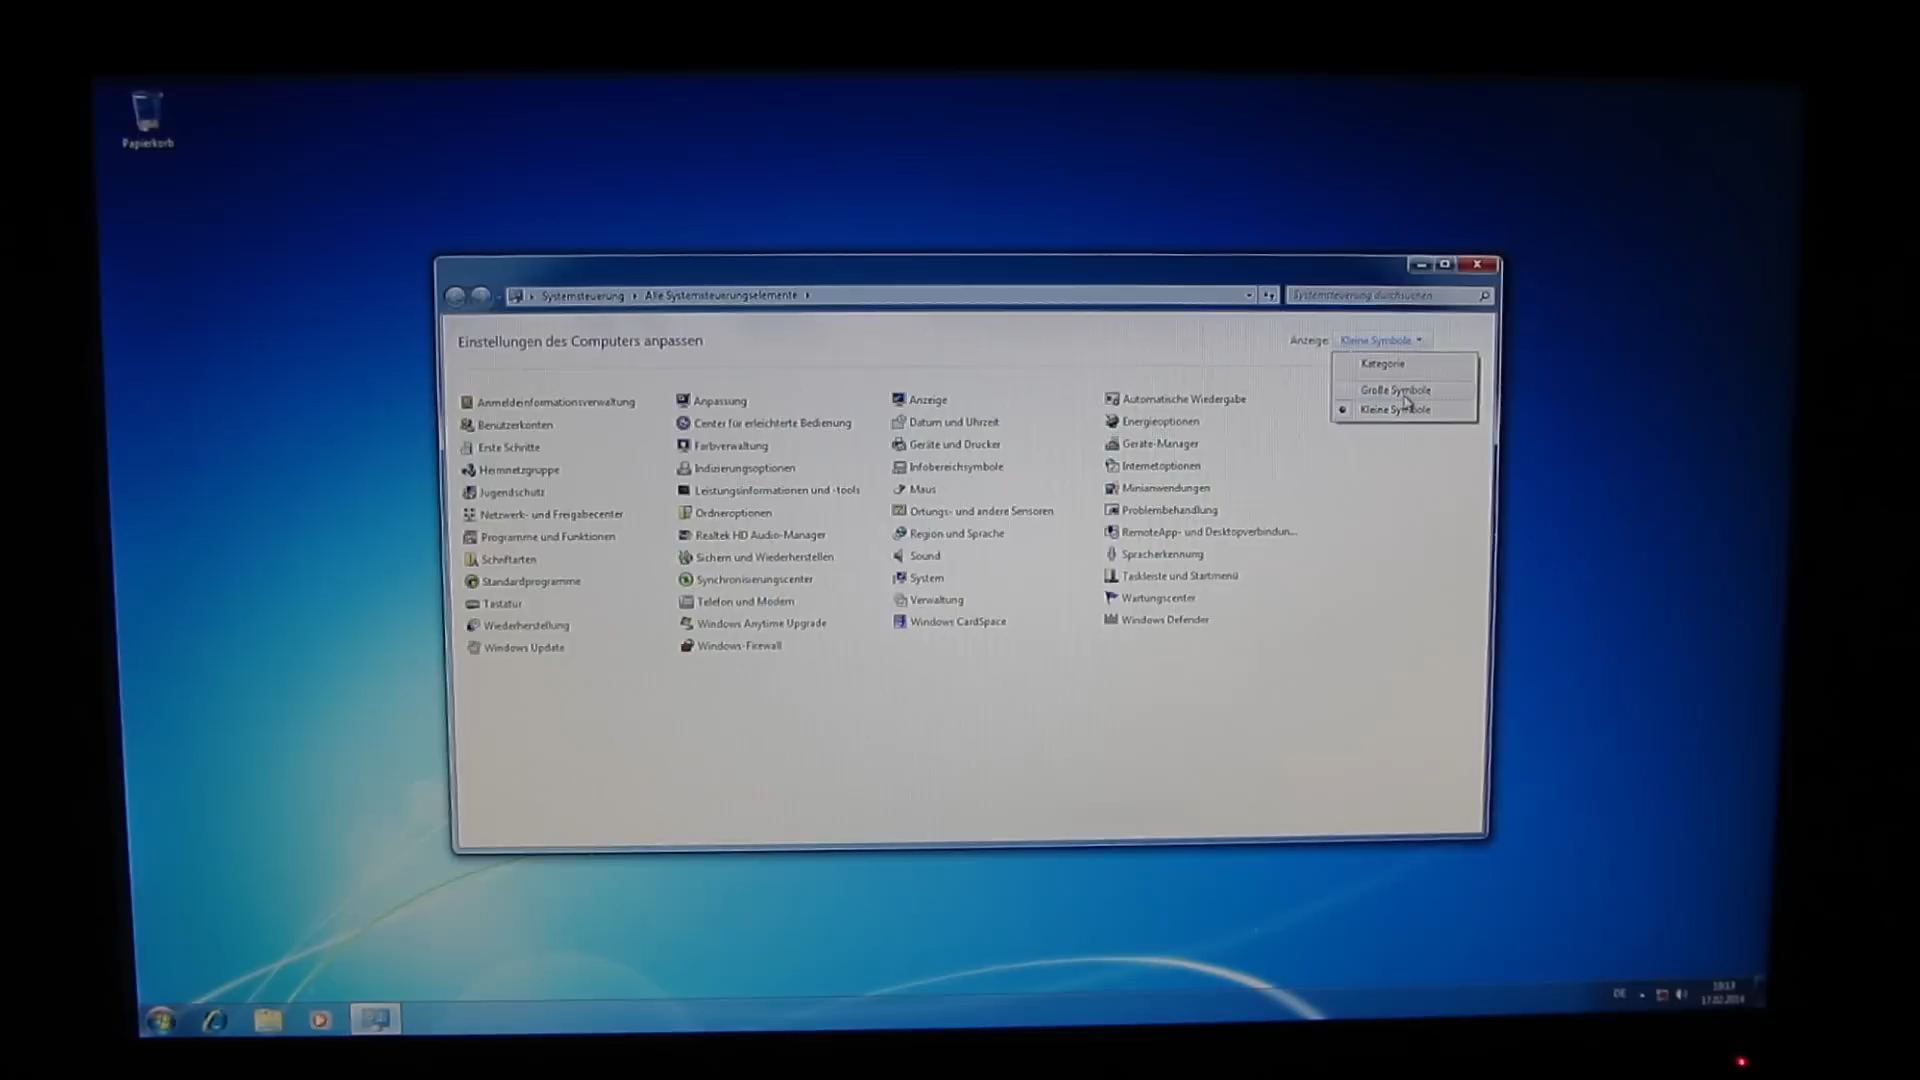 Papierkorb
Systemsteuerung
Alle Systemsteuerungselemente
Systemsteuerung durchsuchen
Einstellungen des Computers anpassen
Anzeige:
Kleine Symbole
Kategorie
Große Symbole
Kleine Symbole
Anmeldeinformationsverwaltung
Anpassung
Anzeige
Automatische Wiedergabe
Benutzerkonten
Center für erleichterte Bedienung
Datum und Uhrzeit
Energieoptionen
Erste Schritte
Farbverwaltung
Geräte und Drucker
Geräte-Manager
Heimnetzgruppe
Indizierungsoptionen
Infobereichsymbole
Internetoptionen
Jugendschutz
Leistungsinformationen und -tools
Maus
Minianwendungen
Netzwerk- und Freigabecenter
Ordneroptionen
Ortungs- und andere Sensoren
Problembehandlung
Programme und Funktionen
Realtek HD Audio-Manager
Region und Sprache
RemoteApp- und Desktopverbindun...
Schriftarten
Sichern und Wiederherstellen
Sound
Spracherkennung
Standardprogramme
Synchronisierungscenter
System
Taskleiste und Startmenü
Tastatur
Telefon und Modem
Verwaltung
Wartungscenter
Wiederherstellung
Windows Anytime Upgrade
Windows CardSpace
Windows Defender
Windows Update
Windows-Firewall
DE
17.02.2014